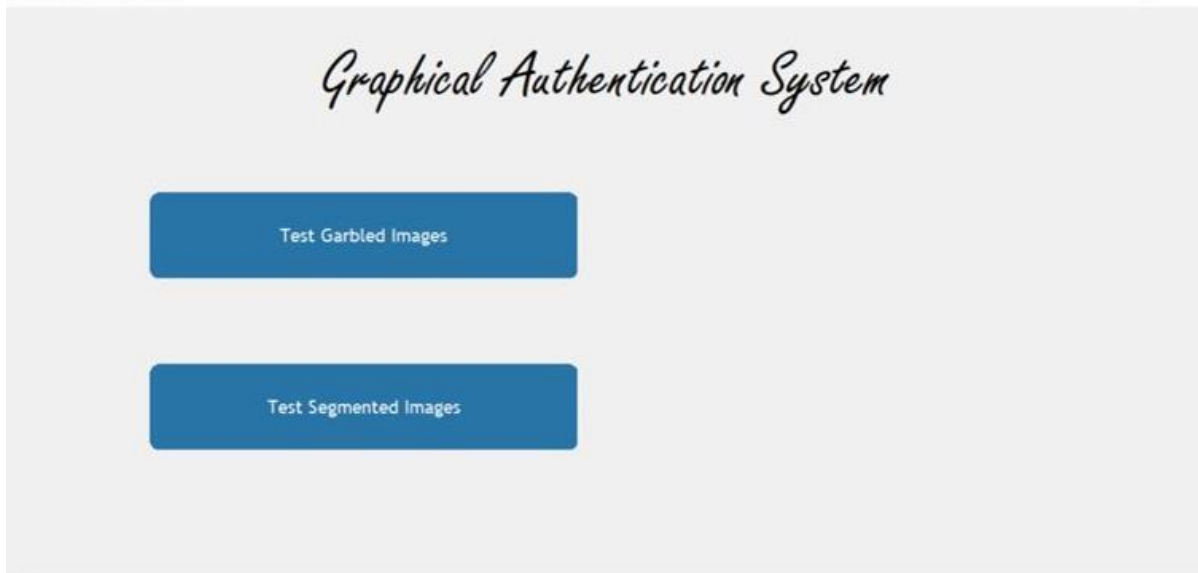 Graphical Authentication System
Test Garbled Images
Test Segmented Images